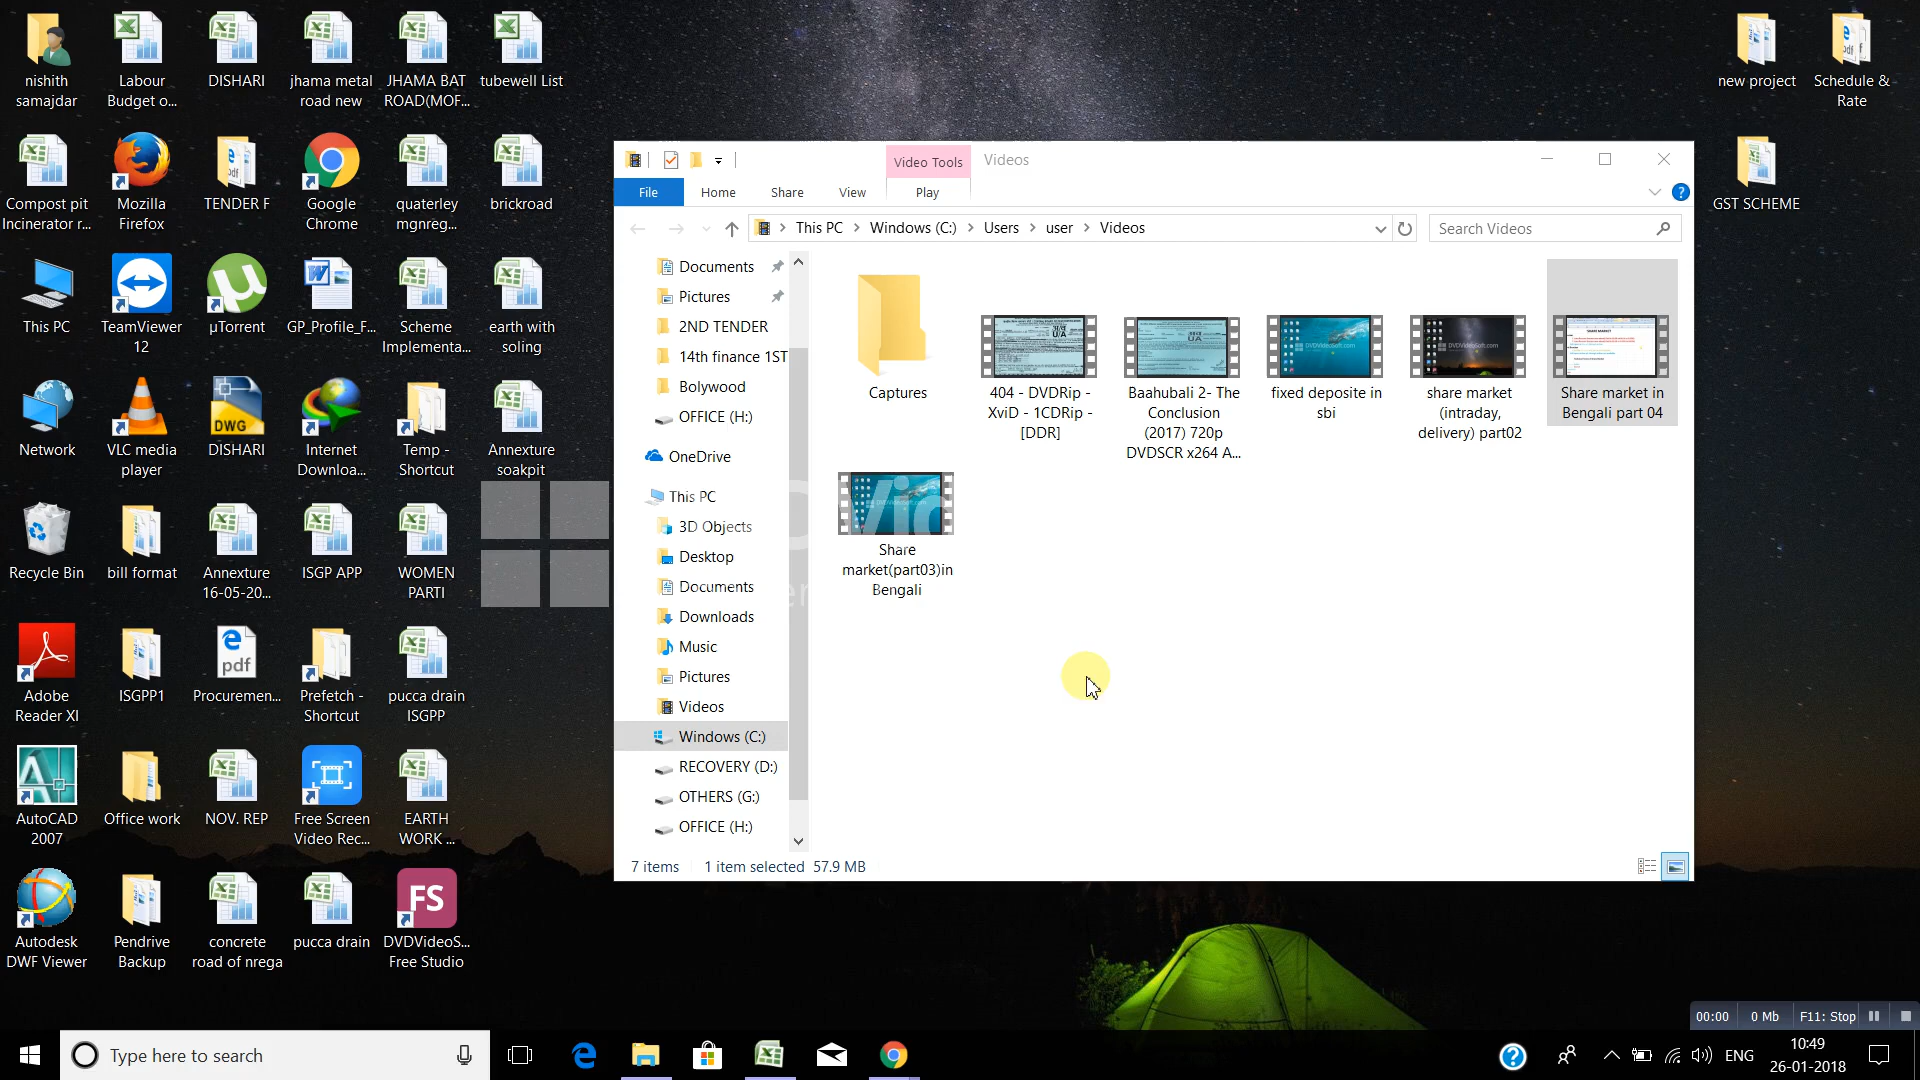 nishith
samajdar
Labour
Budget o...
DISHARI
jhama metal
road new
JHAMA BAT
ROAD(MOF...
tubewell List
new project
Schedule &
Rate
Compost pit
Incinerator r...
Mozilla
Firefox
TENDER F
Google
Chrome
quaterley
mgnreg...
brickroad
GST SCHEME
This PC
TeamViewer
12
µTorrent
GP_Profile_F...
Scheme
Implementa...
earth with
soling
Network
VLC media
player
DISHARI
Internet
Downloa...
Temp -
Shortcut
Annexture
soakpit
Recycle Bin
bill format
Annexture
16-05-20...
ISGP APP
WOMEN
PARTI
Adobe
Reader XI
ISGPP1
Procuremen...
Prefetch -
Shortcut
pucca drain
ISGPP
AutoCAD
2007
Office work
NOV. REP
Free Screen
Video Rec...
EARTH
WORK ...
Autodesk
DWF Viewer
Pendrive
Backup
concrete
road of nrega
pucca drain
DVDVideoS...
Free Studio
Video Tools
Videos
File
Home
Share
View
Play
This PC > Windows (C:) > Users > user > Videos
Search Videos
Documents
Pictures
2ND TENDER
14th finance 1ST
Bolywood
OFFICE (H:)
OneDrive
This PC
3D Objects
Desktop
Documents
Downloads
Music
Pictures
Videos
Windows (C:)
RECOVERY (D:)
OTHERS (G:)
OFFICE (H:)
Captures
404 - DVDRip -
XviD - 1CDRip -
[DDR]
Baahubali 2- The
Conclusion
(2017) 720p
DVDSCR x264 A...
fixed deposite in
sbi
share market
(intraday,
delivery) part02
Share market in
Bengali part 04
Share
market(part03)in
Bengali
7 items
1 item selected 57.9 MB
00:00
0 Mb
F11: Stop
Type here to search
ENG
10:49
26-01-2018